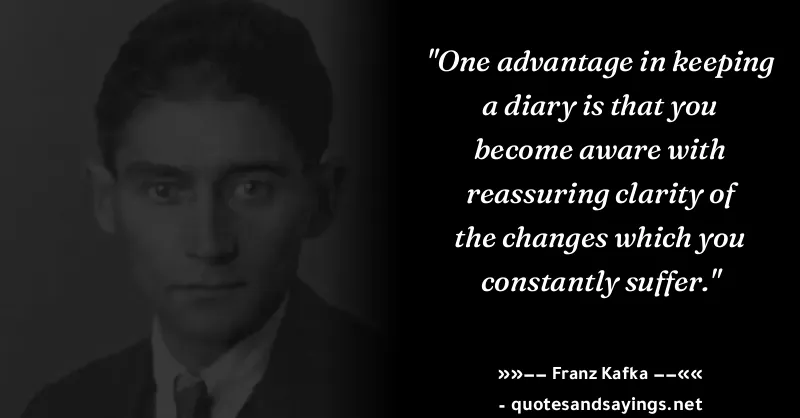 "One advantage in keeping
a diary is that you
become aware with
reassuring clarity of
the changes which you
constantly suffer."
»»−− Franz Kafka −−««
- quotesandsayings.net